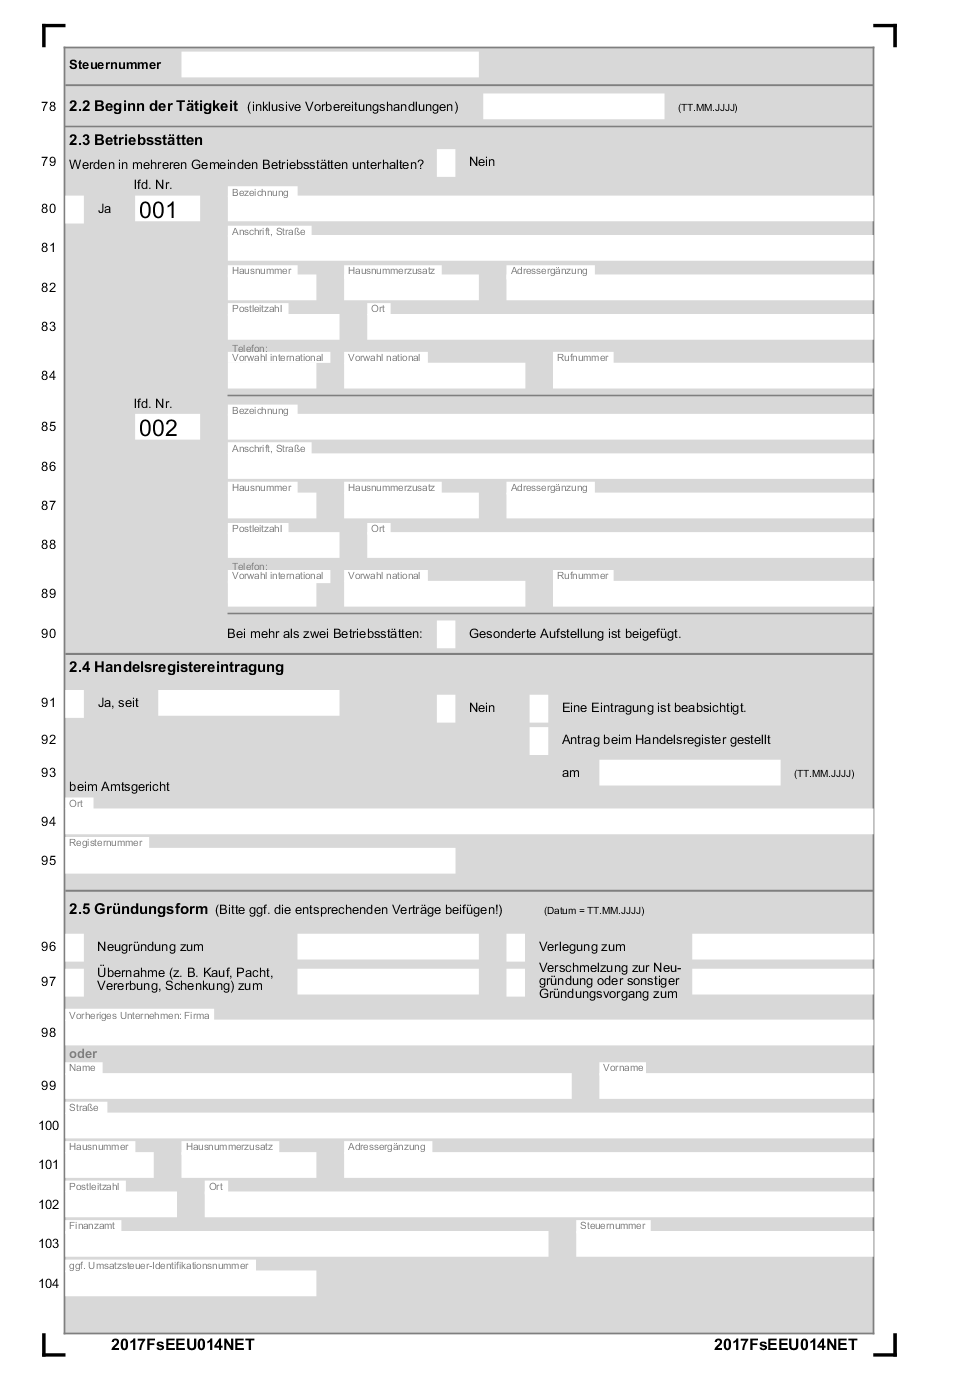 Steuernummer
78 2.2 Beginn der Tätigkeit (inklusive Vorbereitungshandlungen) (TT.MM.JJJJ)
2.3 Betriebsstätten
79 Werden in mehreren Gemeinden Betriebsstätten unterhalten? Nein
lfd. Nr.
Bezeichnung
80 Ja 001
Anschrift, Straße
81
Hausnummer Hausnummerzusatz Adressergänzung
82
Postleitzahl Ort
83
Telefon:
Vorwahl international Vorwahl national Rufnummer
84
lfd. Nr.
Bezeichnung
85 002
Anschrift, Straße
86
Hausnummer Hausnummerzusatz Adressergänzung
87
Postleitzahl Ort
88
Telefon:
Vorwahl international Vorwahl national Rufnummer
89
90 Bei mehr als zwei Betriebsstätten: Gesonderte Aufstellung ist beigefügt.
2.4 Handelsregistereintragung
91 Ja, seit Nein Eine Eintragung ist beabsichtigt.
92 Antrag beim Handelsregister gestellt
93 am (TT.MM.JJJJ)
beim Amtsgericht
Ort
94
Registernummer
95
2.5 Gründungsform (Bitte ggf. die entsprechenden Verträge beifügen!) (Datum = TT.MM.JJJJ)
96 Neugründung zum Verlegung zum
97 Übernahme (z. B. Kauf, Pacht,
Vererbung, Schenkung) zum
Verschmelzung zur Neu-
gründung oder sonstiger
Gründungsvorgang zum
Vorheriges Unternehmen: Firma
98
oder
Name Vorname
99
Straße
100
Hausnummer Hausnummerzusatz Adressergänzung
101
Postleitzahl Ort
102
Finanzamt Steuernummer
103
ggf. Umsatzsteuer-Identifikationsnummer
104
2017FsEEU014NET 2017FsEEU014NET